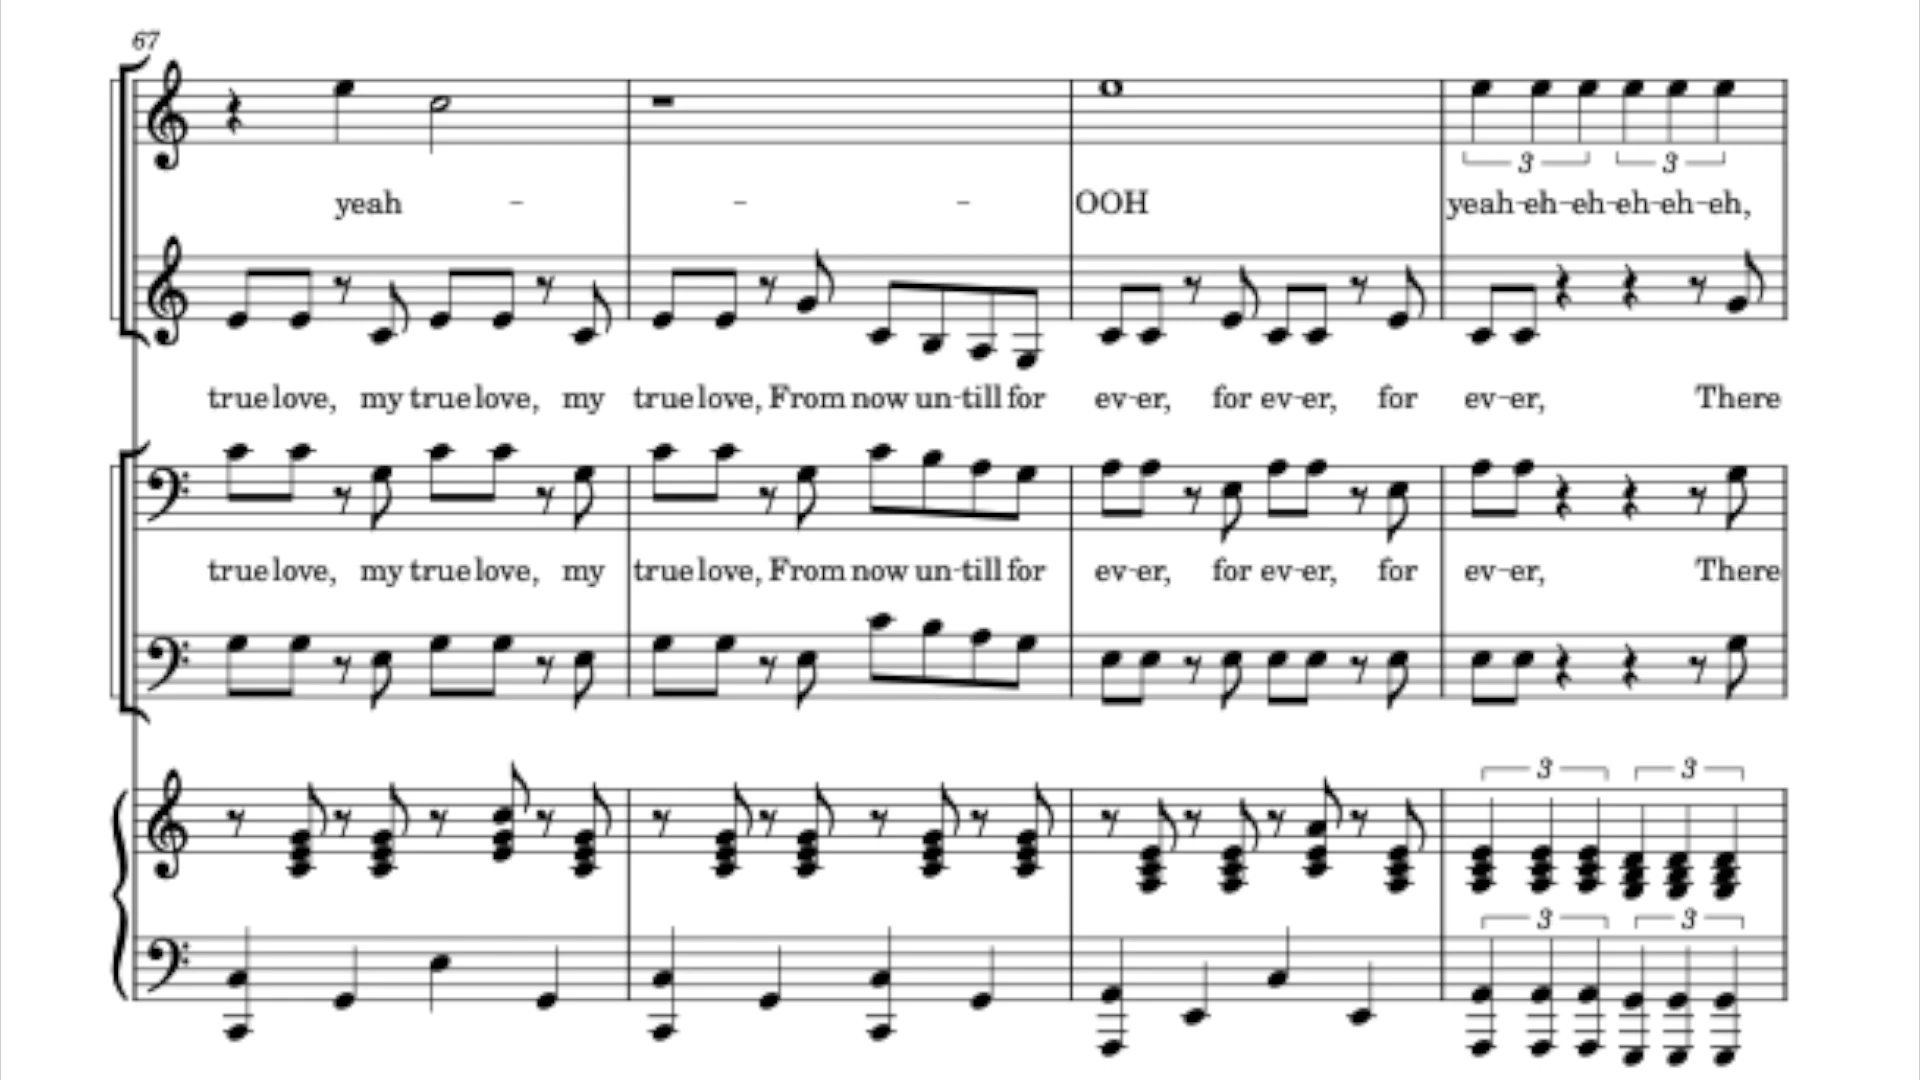 67
3 3
yeah - - - OOH yeah-eh-eh-eh-eh-eh,
true love, my true love, my true love, From now un-till for ev-er, for ev-er, for ev-er, There
true love, my true love, my true love, From now un-till for ev-er, for ev-er, for ev-er, There
3 3
3 3